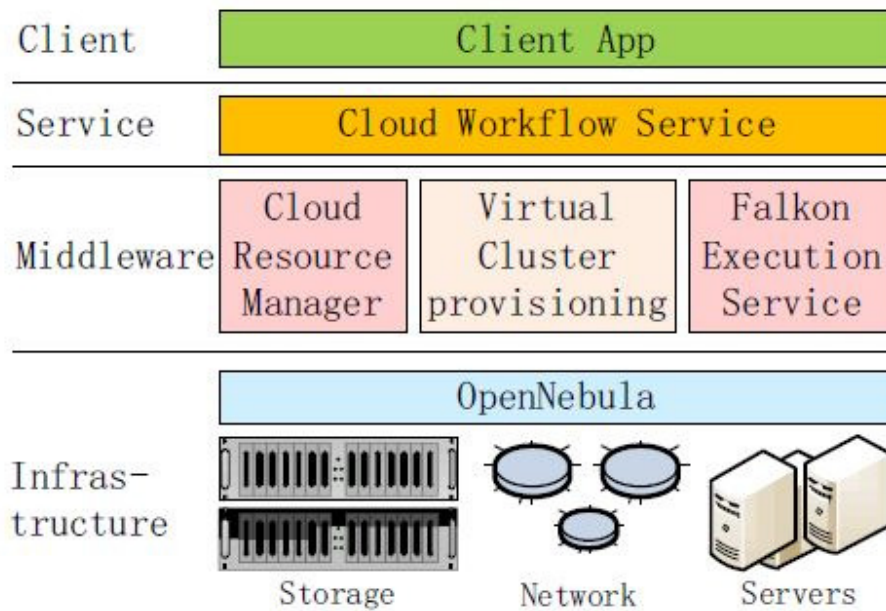 Client
Client App
Service
Cloud Workflow Service
Middleware
Cloud
Resource
Manager
Virtual
Cluster
provisioning
Falkon
Execution
Service
OpenNebula
Infras-
tructure
Storage
Network
Servers